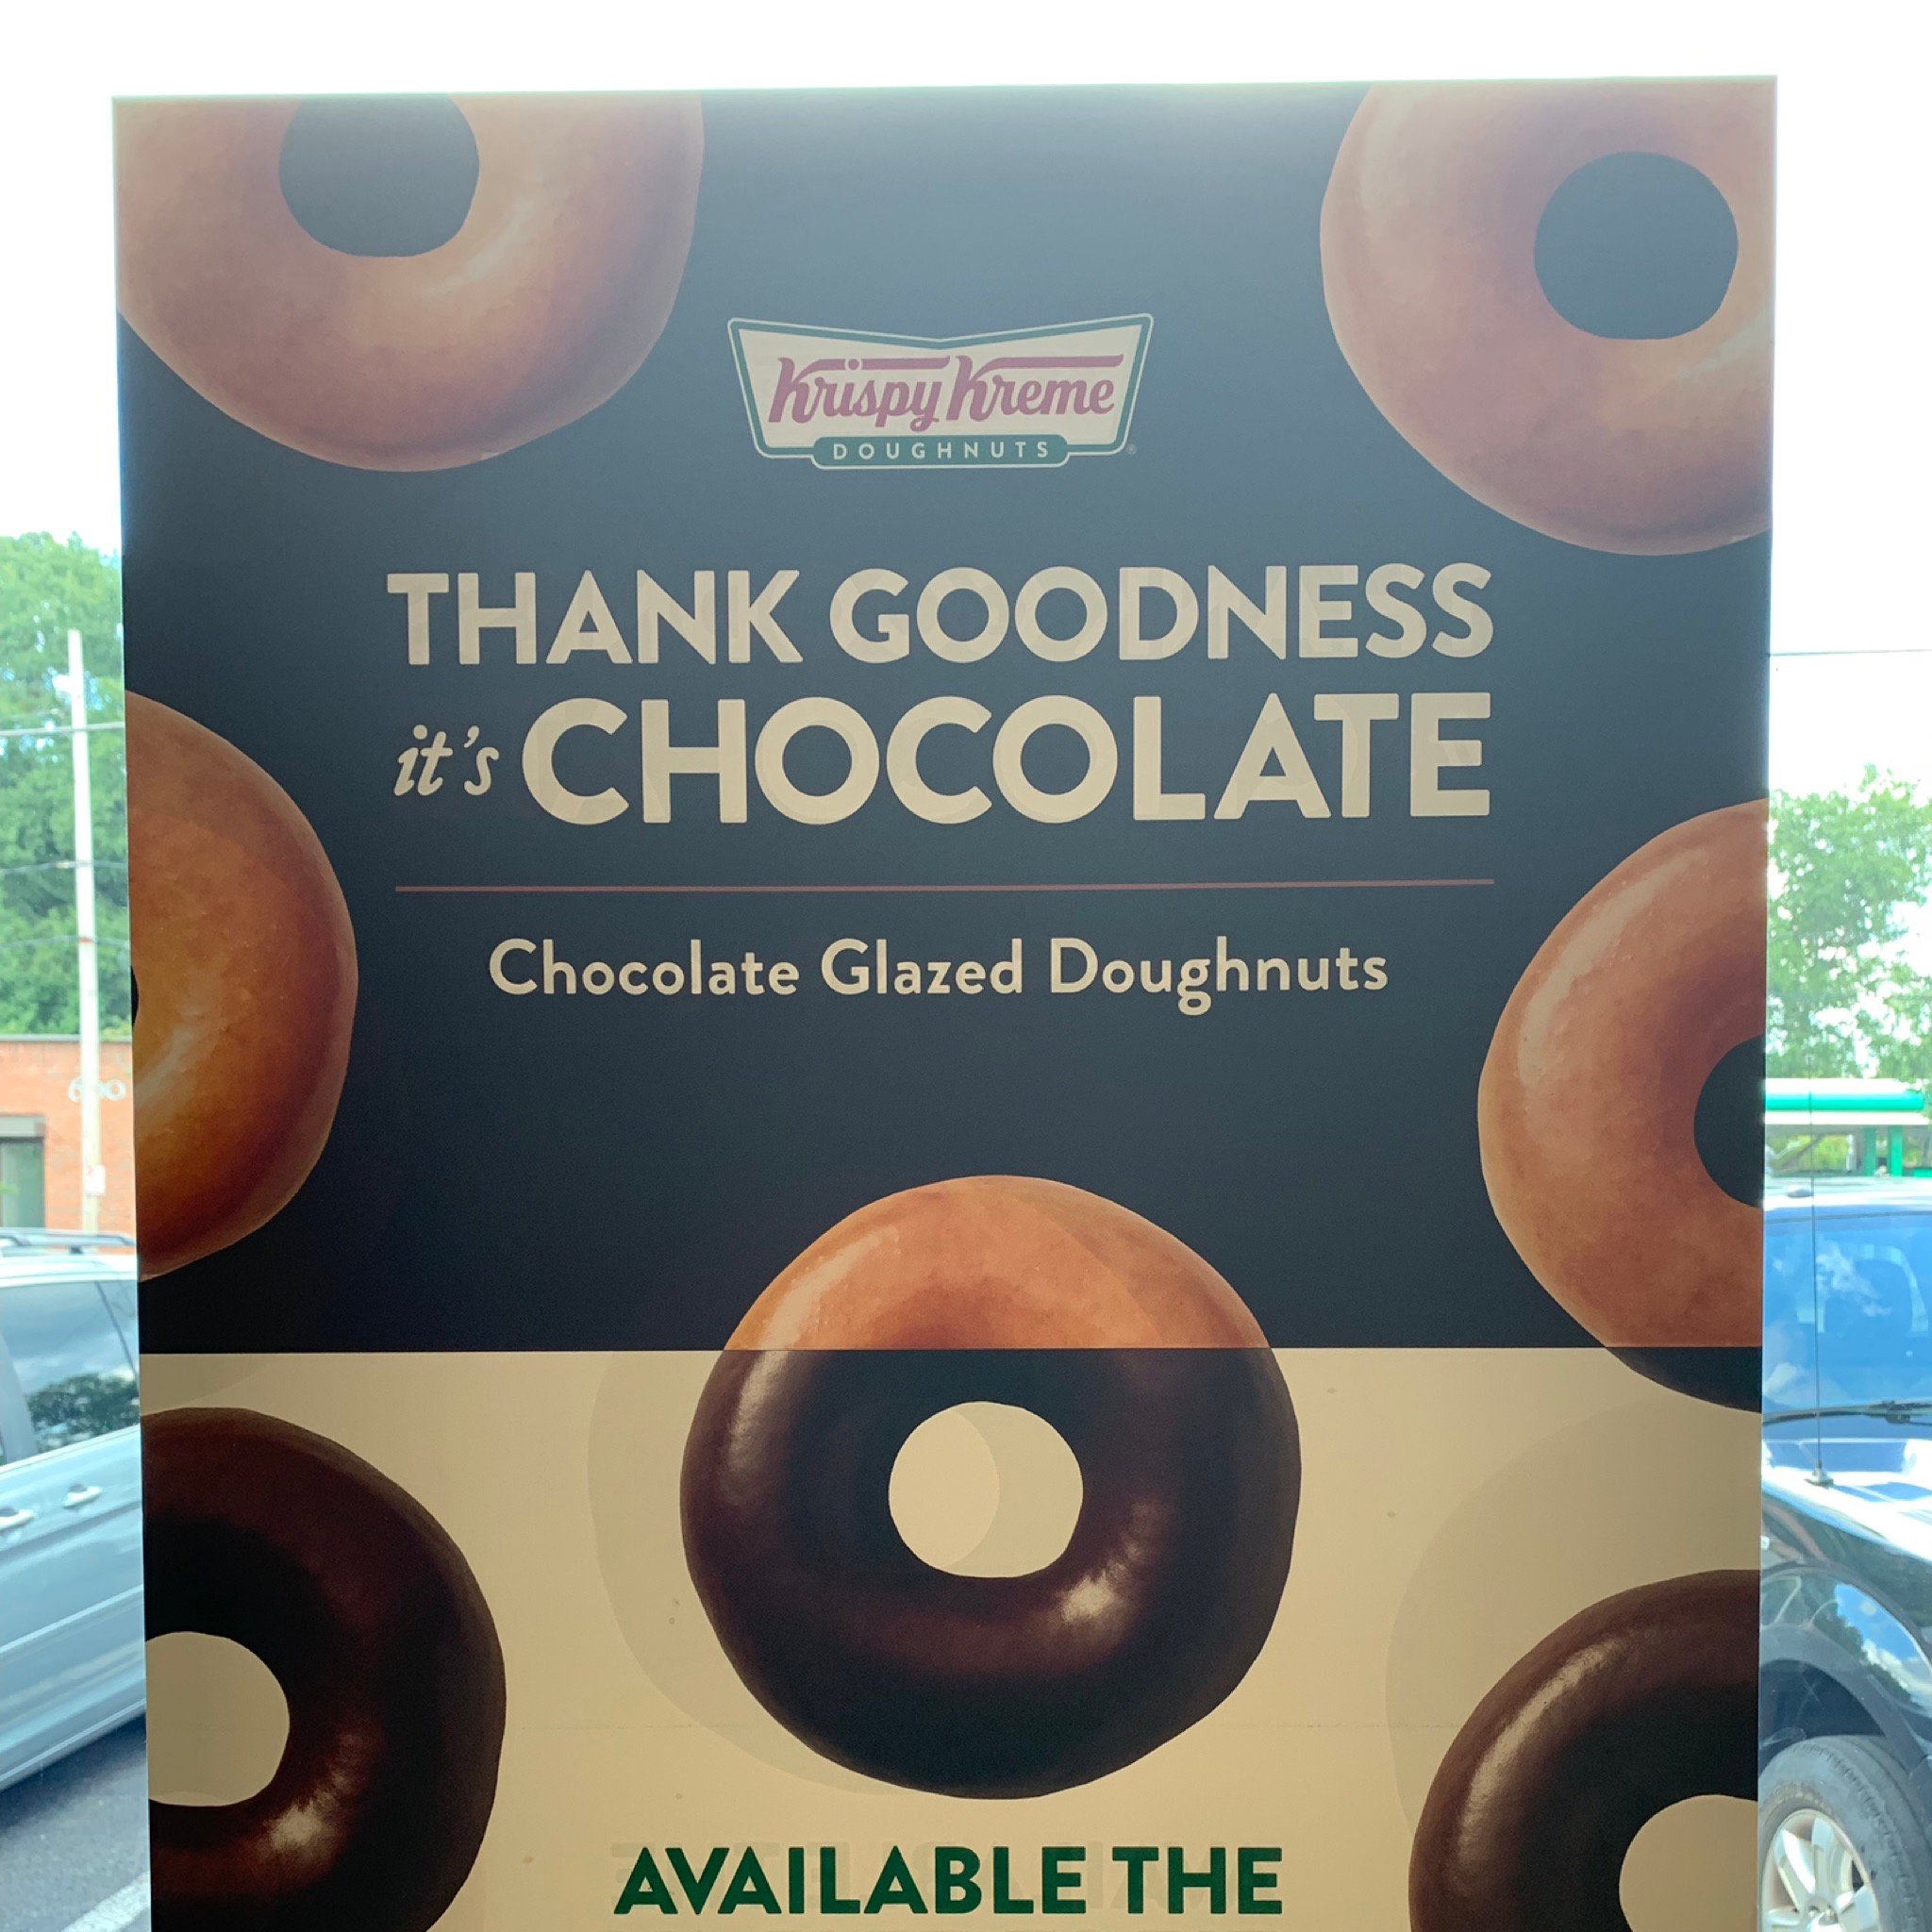 Krispy Kreme
DOUGHNUTS
THANK GOODNESS
it's CHOCOLATE
Chocolate Glazed Doughnuts
AVAILABLE THE